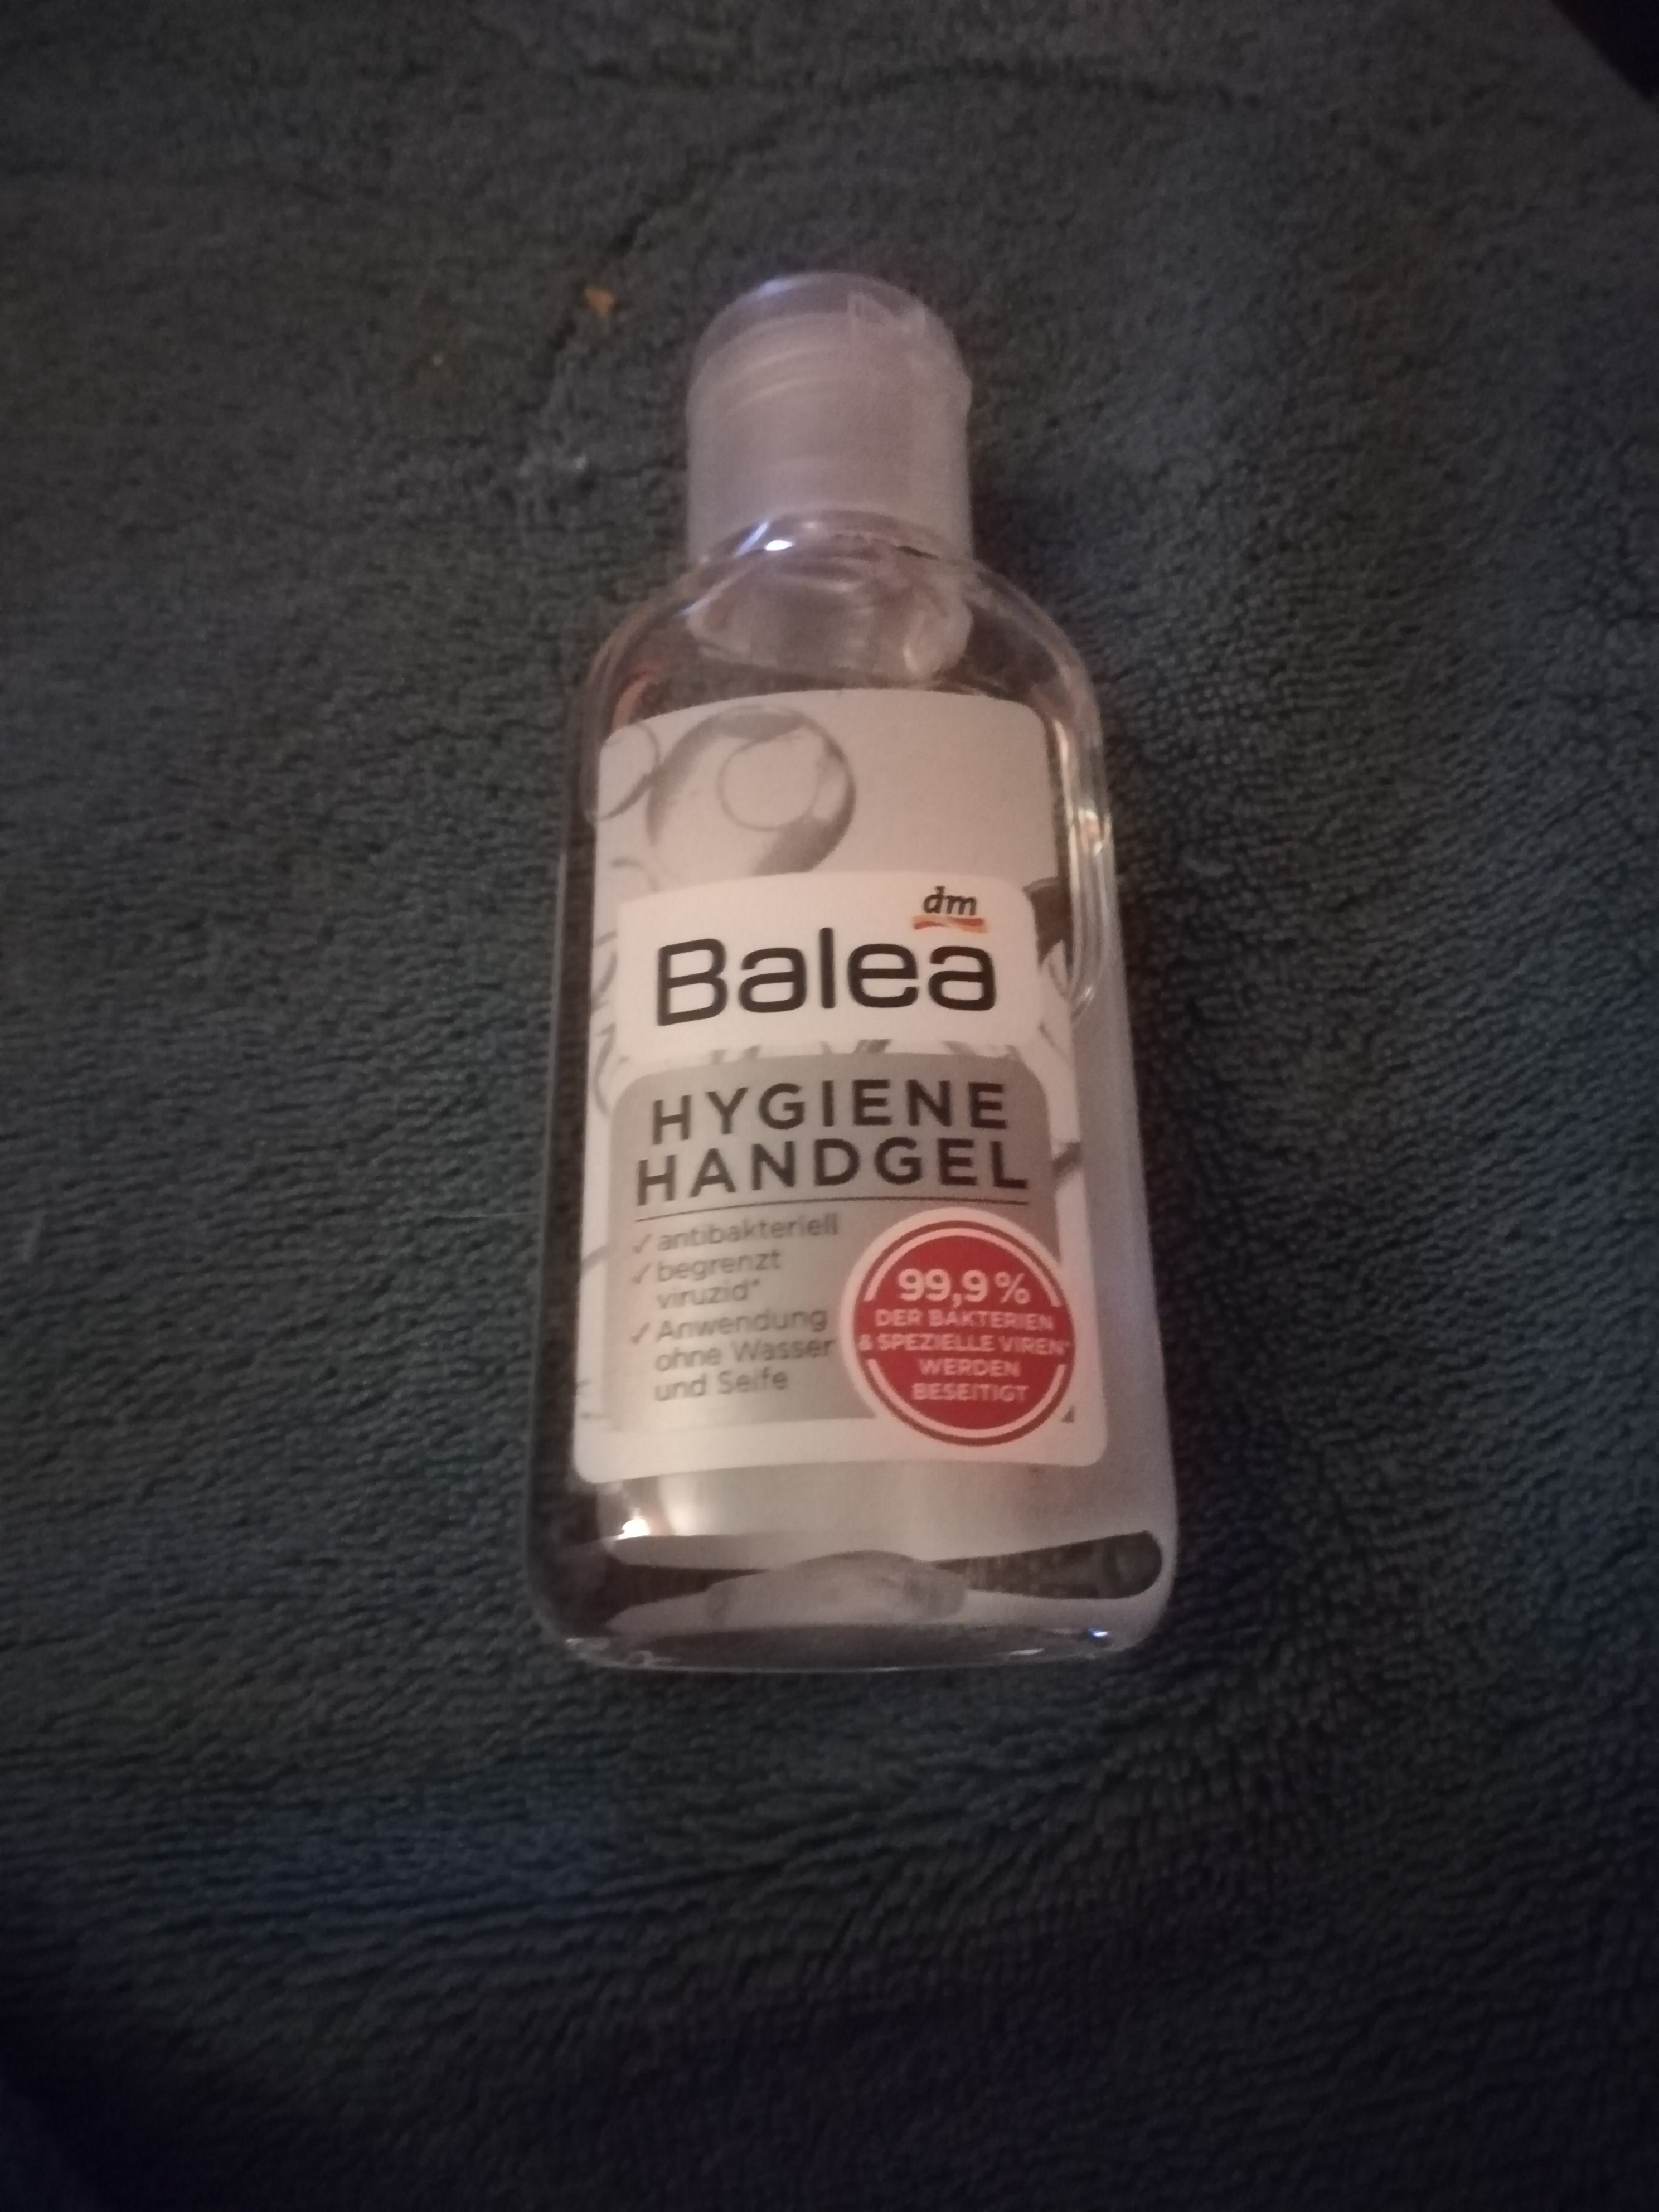 dm
Balea
HYGIENE
HANDGEL
✓ antibakteriell
✓ begrenzt
viruzid*
✓ Anwendung
ohne Wasser
und Seife
99,9 %
DER BAKTERIEN
& SPEZIELLE VIREN*
WERDEN
BESEITIGT